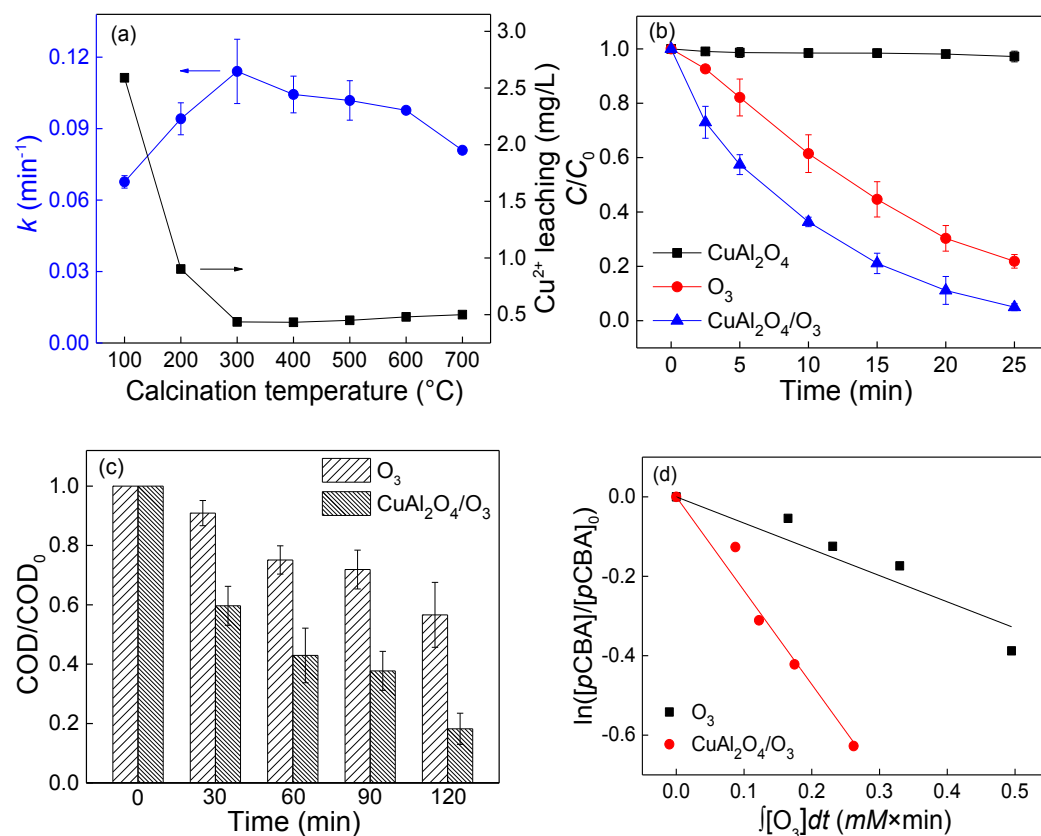 (a)
0.12
0.09
0.06
0.03
0.00
k (min⁻¹)
3.0
2.5
2.0
1.5
1.0
0.5
Cu²⁺ leaching (mg/L)
100 200 300 400 500 600 700
Calcination temperature (°C)
(b)
1.0
0.8
0.6
0.4
0.2
0.0
C/C₀
CuAl₂O₄
O₃
CuAl₂O₄/O₃
0 5 10 15 20 25
Time (min)
(c)
1.0
0.8
0.6
0.4
0.2
0.0
COD/COD₀
O₃
CuAl₂O₄/O₃
0 30 60 90 120
Time (min)
(d)
0.0
-0.2
-0.4
-0.6
ln([pCBA]/[pCBA]₀)
O₃
CuAl₂O₄/O₃
0.0 0.1 0.2 0.3 0.4 0.5
∫[O₃]dt (mM×min)